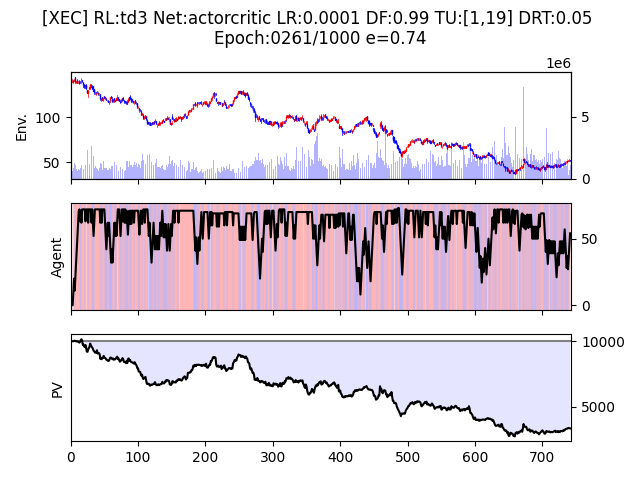 [XEC] RL:td3 Net:actorcritic LR:0.0001 DF:0.99 TU:[1,19] DRT:0.05
Epoch:0261/1000 e=0.74
1e6
Env.
100
50
5
0
Agent
50
0
PV
10000
5000
0 100 200 300 400 500 600 700